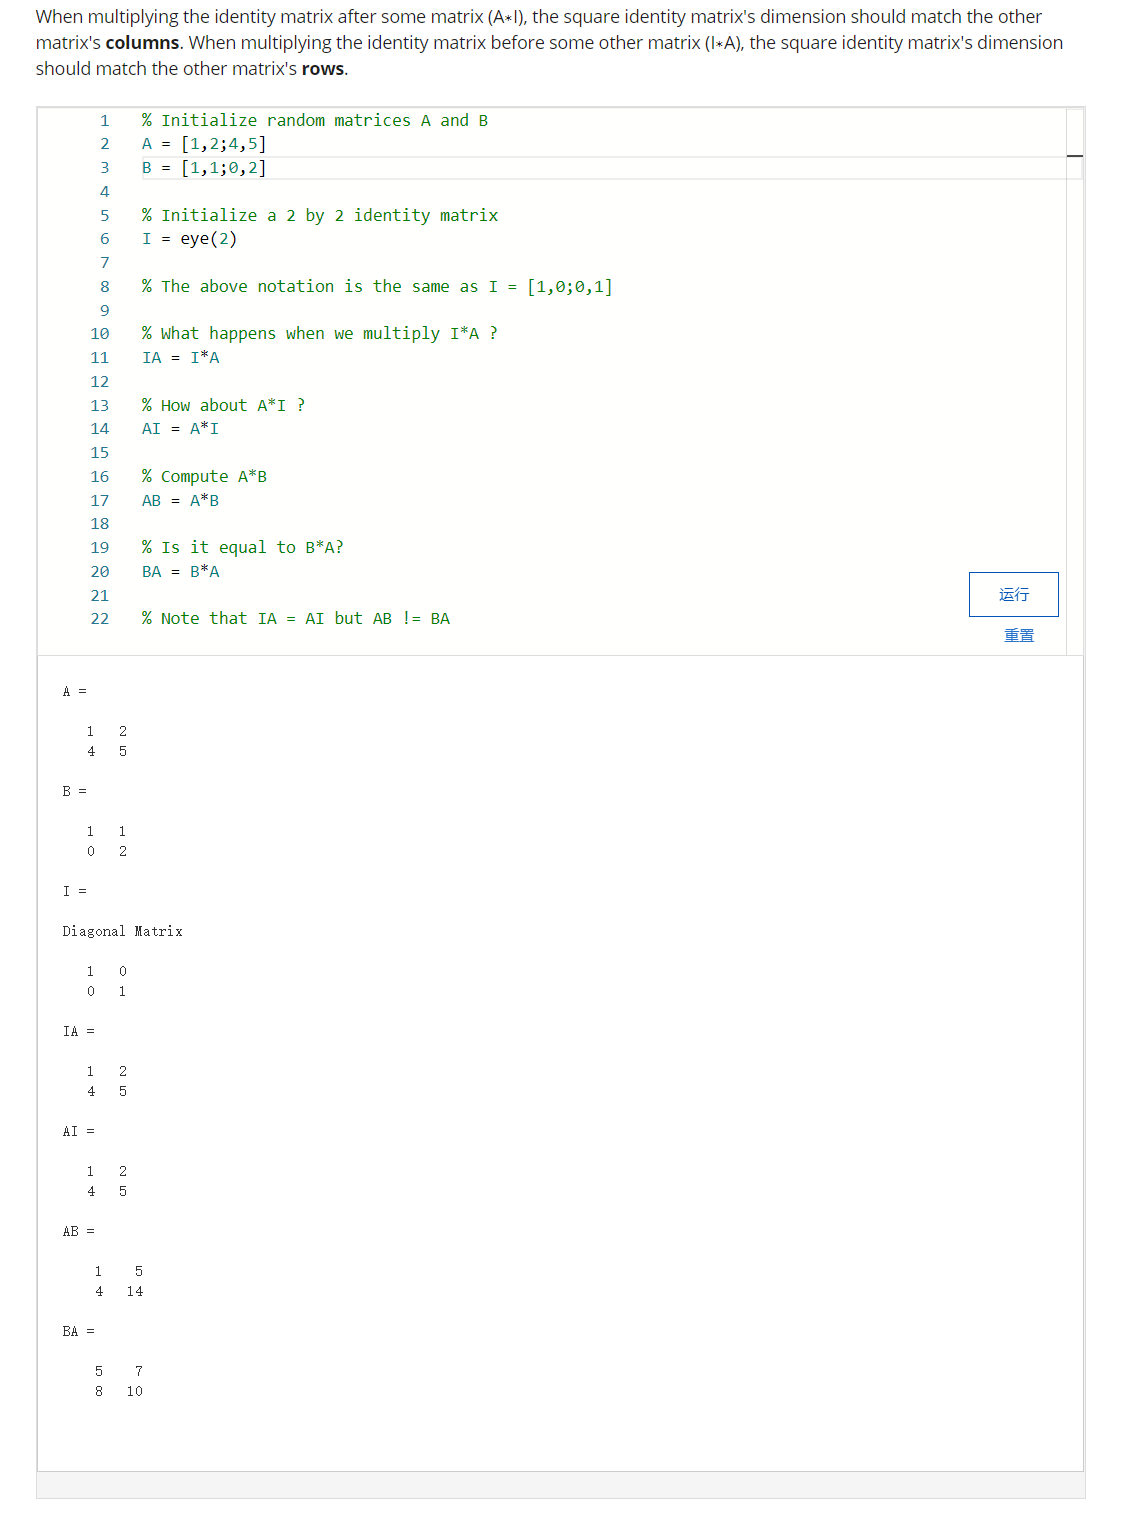 When multiplying the identity matrix after some matrix (A∗I), the square identity matrix's dimension should match the other
matrix's columns. When multiplying the identity matrix before some other matrix (I∗A), the square identity matrix's dimension
should match the other matrix's rows.
1 % Initialize random matrices A and B
2 A = [1,2;4,5]
3 B = [1,1;0,2]
4
5 % Initialize a 2 by 2 identity matrix
6 I = eye(2)
7
8 % The above notation is the same as I = [1,0;0,1]
9
10 % What happens when we multiply I*A ?
11 IA = I*A
12
13 % How about A*I ?
14 AI = A*I
15
16 % Compute A*B
17 AB = A*B
18
19 % Is it equal to B*A?
20 BA = B*A
21
22 % Note that IA = AI but AB != BA
运行
重置
A =
1 2
4 5
B =
1 1
0 2
I =
Diagonal Matrix
1 0
0 1
IA =
1 2
4 5
AI =
1 2
4 5
AB =
1 5
4 14
BA =
5 7
8 10